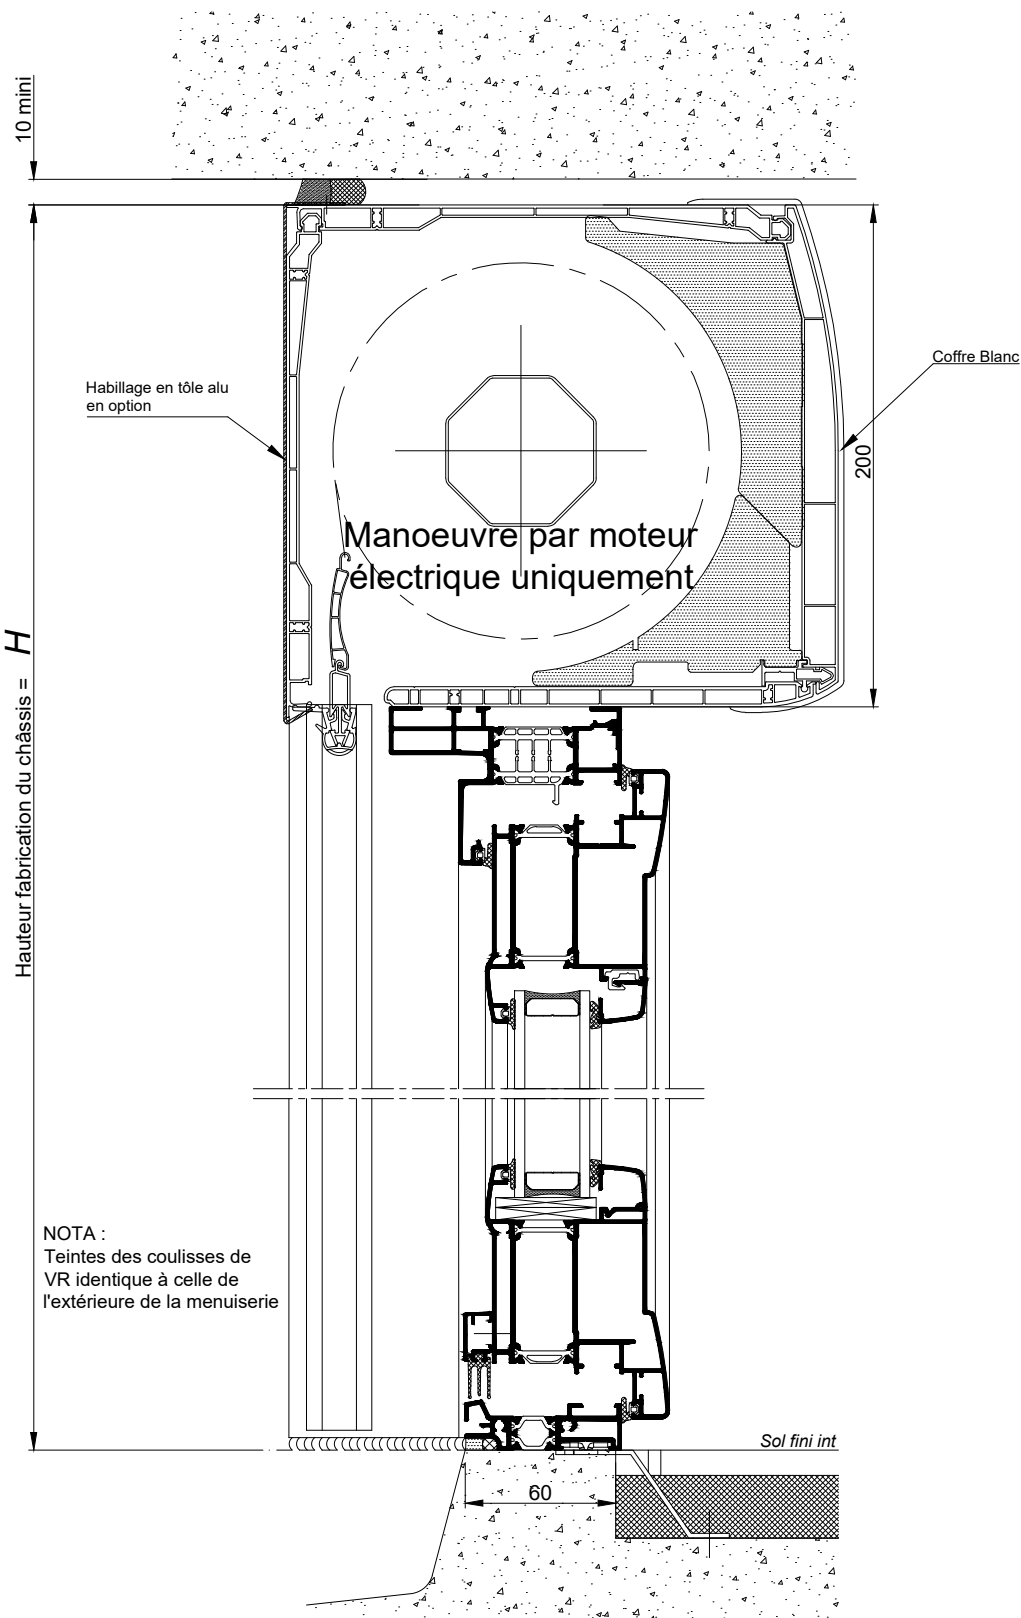 10 mini
Coffre Blanc
Habillage en tôle alu
en option
200
Manoeuvre par moteur
électrique uniquement
Hauteur fabrication du châssis = H
NOTA :
Teintes des coulisses de
VR identique à celle de
l'extérieure de la menuiserie
Sol fini int
60